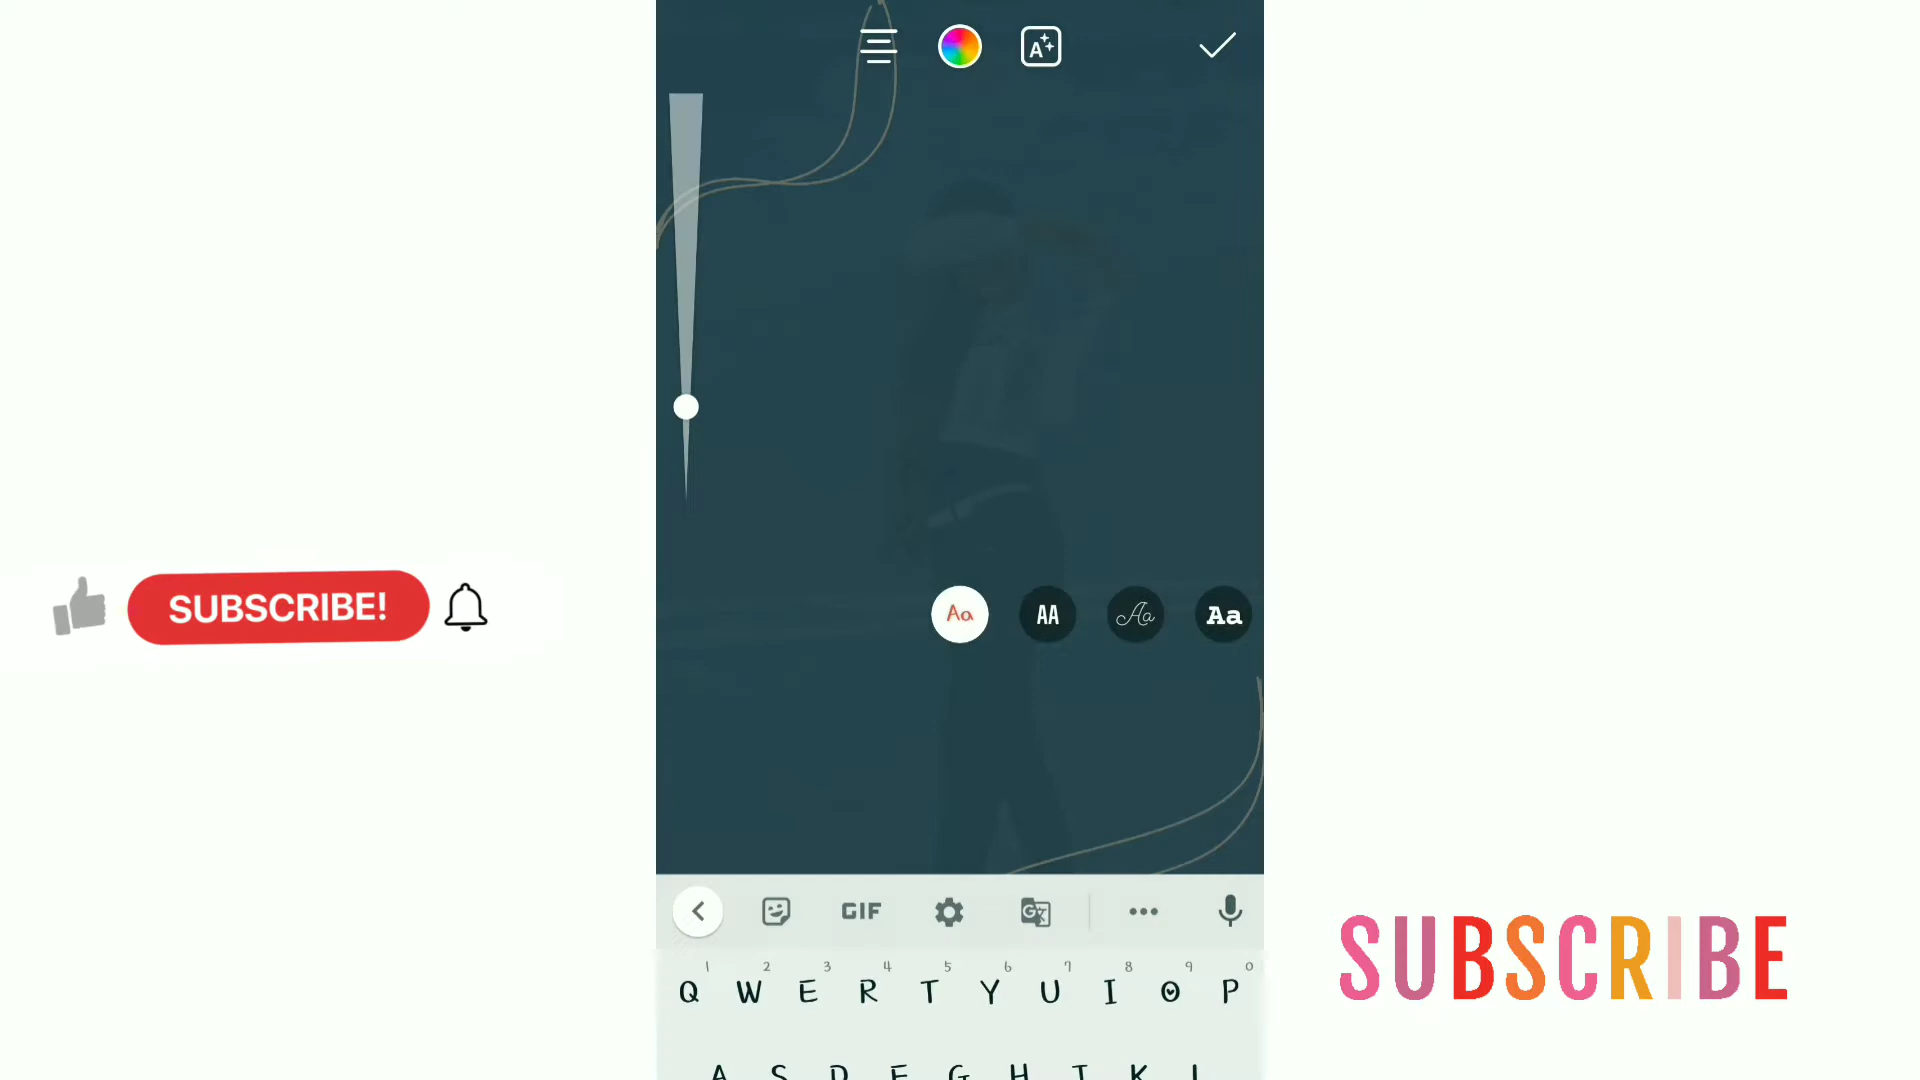 A
Aa
AA
Aa
Aa
SUBSCRIBE!
GIF
G
1 2 3 4 5 6 7 8 9 0
Q W E R T Y U I O P
A S D F G H J K L
SUBSCRIBE